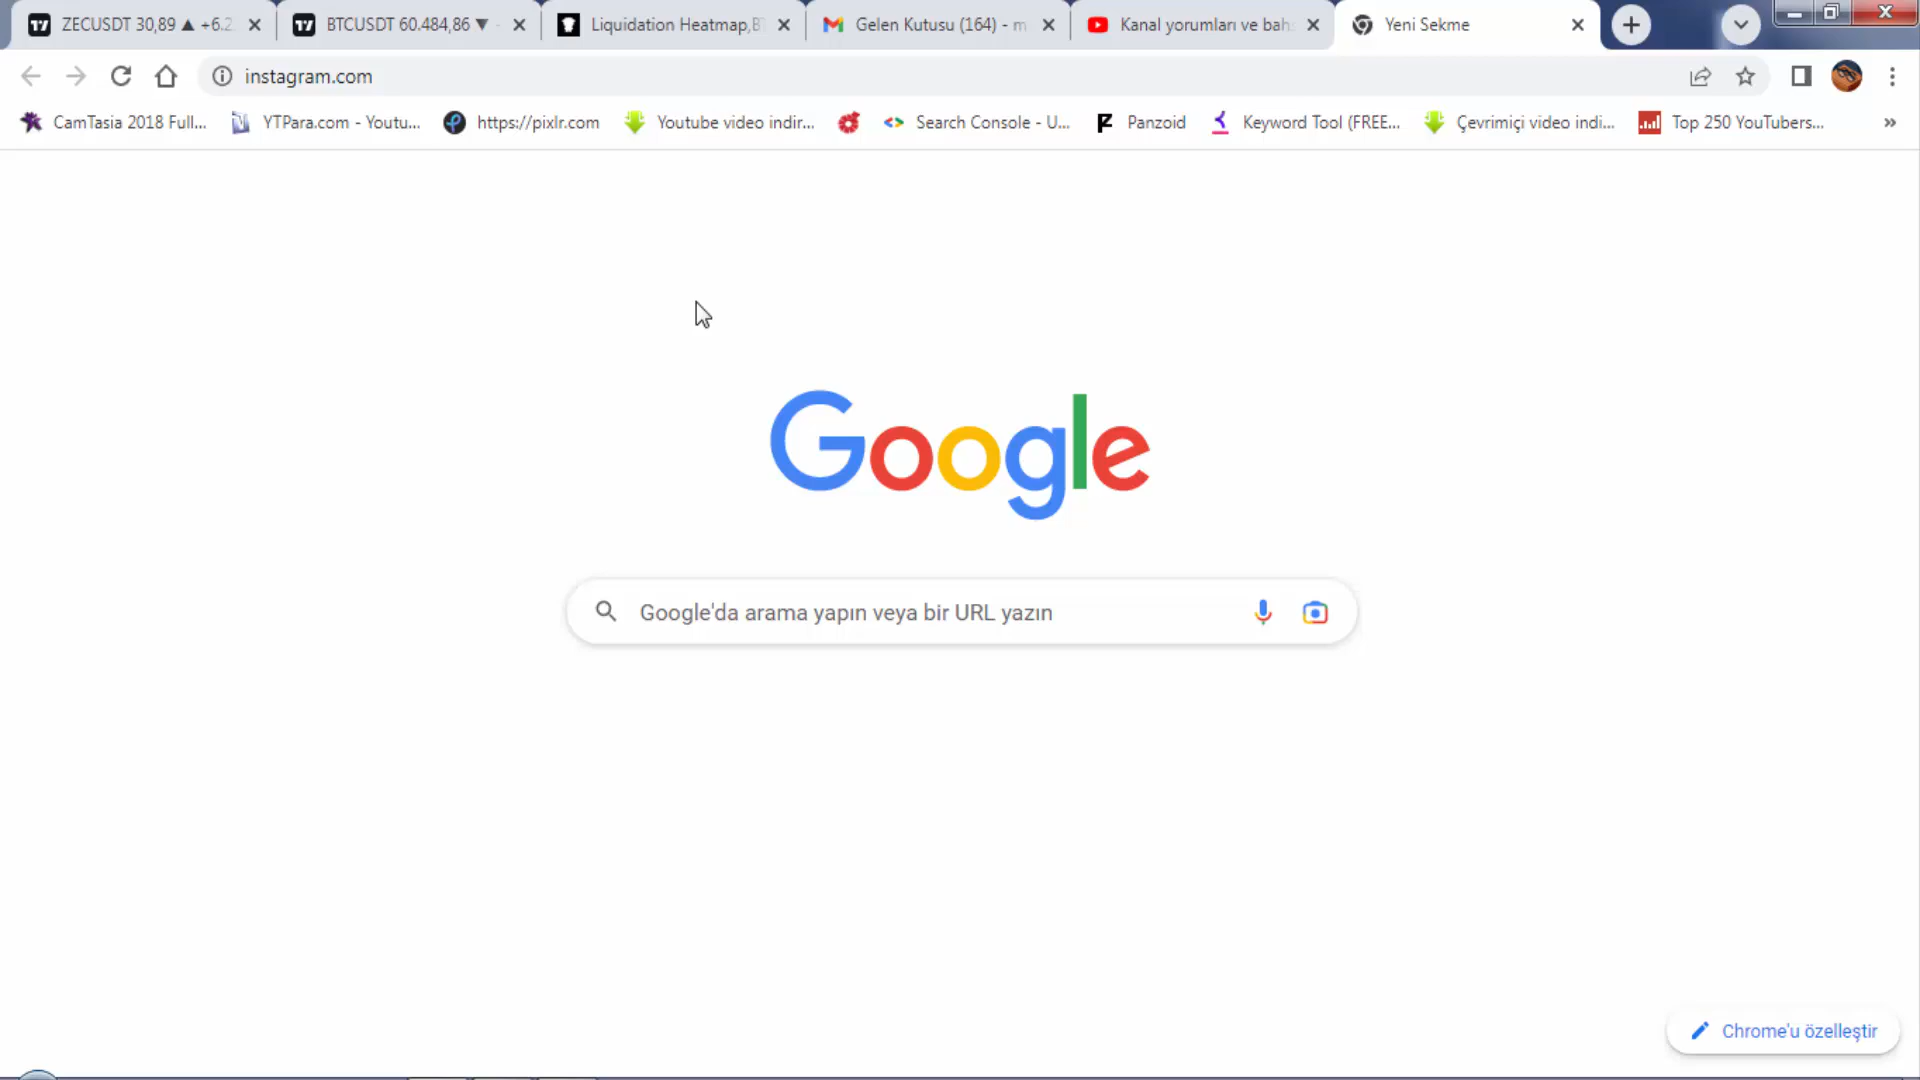 ZECUSDT 30,89 ▲ +6.2
BTCUSDT 60.484,86 ▼
Liquidation Heatmap,BT
Gelen Kutusu (164) - m
Kanal yorumları ve bahs
Yeni Sekme
instagram.com
CamTasia 2018 Full...
YTPara.com - Youtu...
https://pixlr.com
Youtube video indir...
Search Console - U...
Panzoid
Keyword Tool (FREE...
Çevrimiçi video indi...
Top 250 YouTubers...
Google
Google'da arama yapın veya bir URL yazın
Chrome'u özelleştir